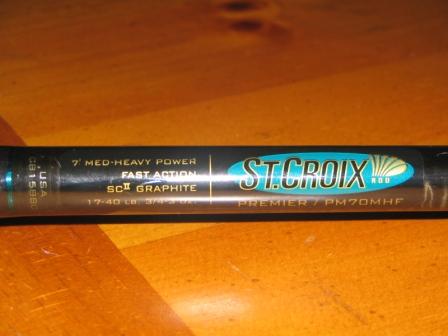 7' MED-HEAVY POWER
FAST ACTION
SCII GRAPHITE
17-40 LB. 3/4-3 OZ.
ST.CROIX
ROD
PREMIER / PM70MHF
USA